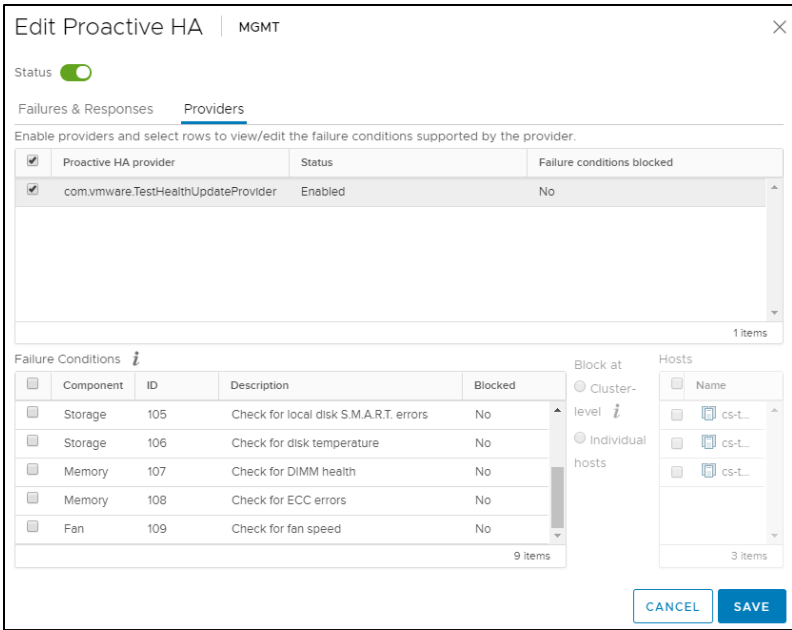 Edit Proactive HA MGMT
Status
Failures & Responses Providers
Enable providers and select rows to view/edit the failure conditions supported by the provider.
Proactive HA provider Status Failure conditions blocked
com.vmware.TestHealthUpdateProvider Enabled No
1 items
Failure Conditions i
Component ID Description Blocked
Storage 105 Check for local disk S.M.A.R.T. errors No
Storage 106 Check for disk temperature No
Memory 107 Check for DIMM health No
Memory 108 Check for ECC errors No
Fan 109 Check for fan speed No
9 items
Block at
Cluster-
level i
Individual
hosts
Hosts
Name
cs-t...
cs-t...
cs-t...
3 items
CANCEL SAVE